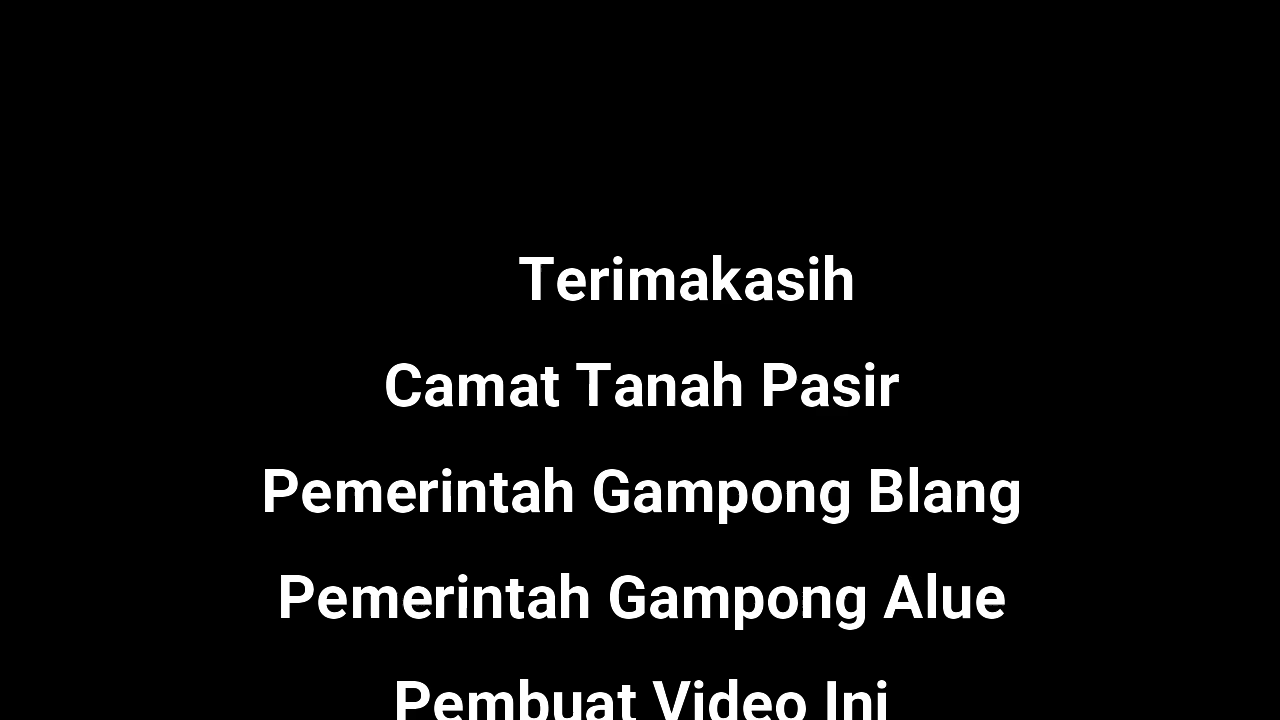 Terimakasih
Camat Tanah Pasir
Pemerintah Gampong Blang
Pemerintah Gampong Alue
Pembuat Video Ini